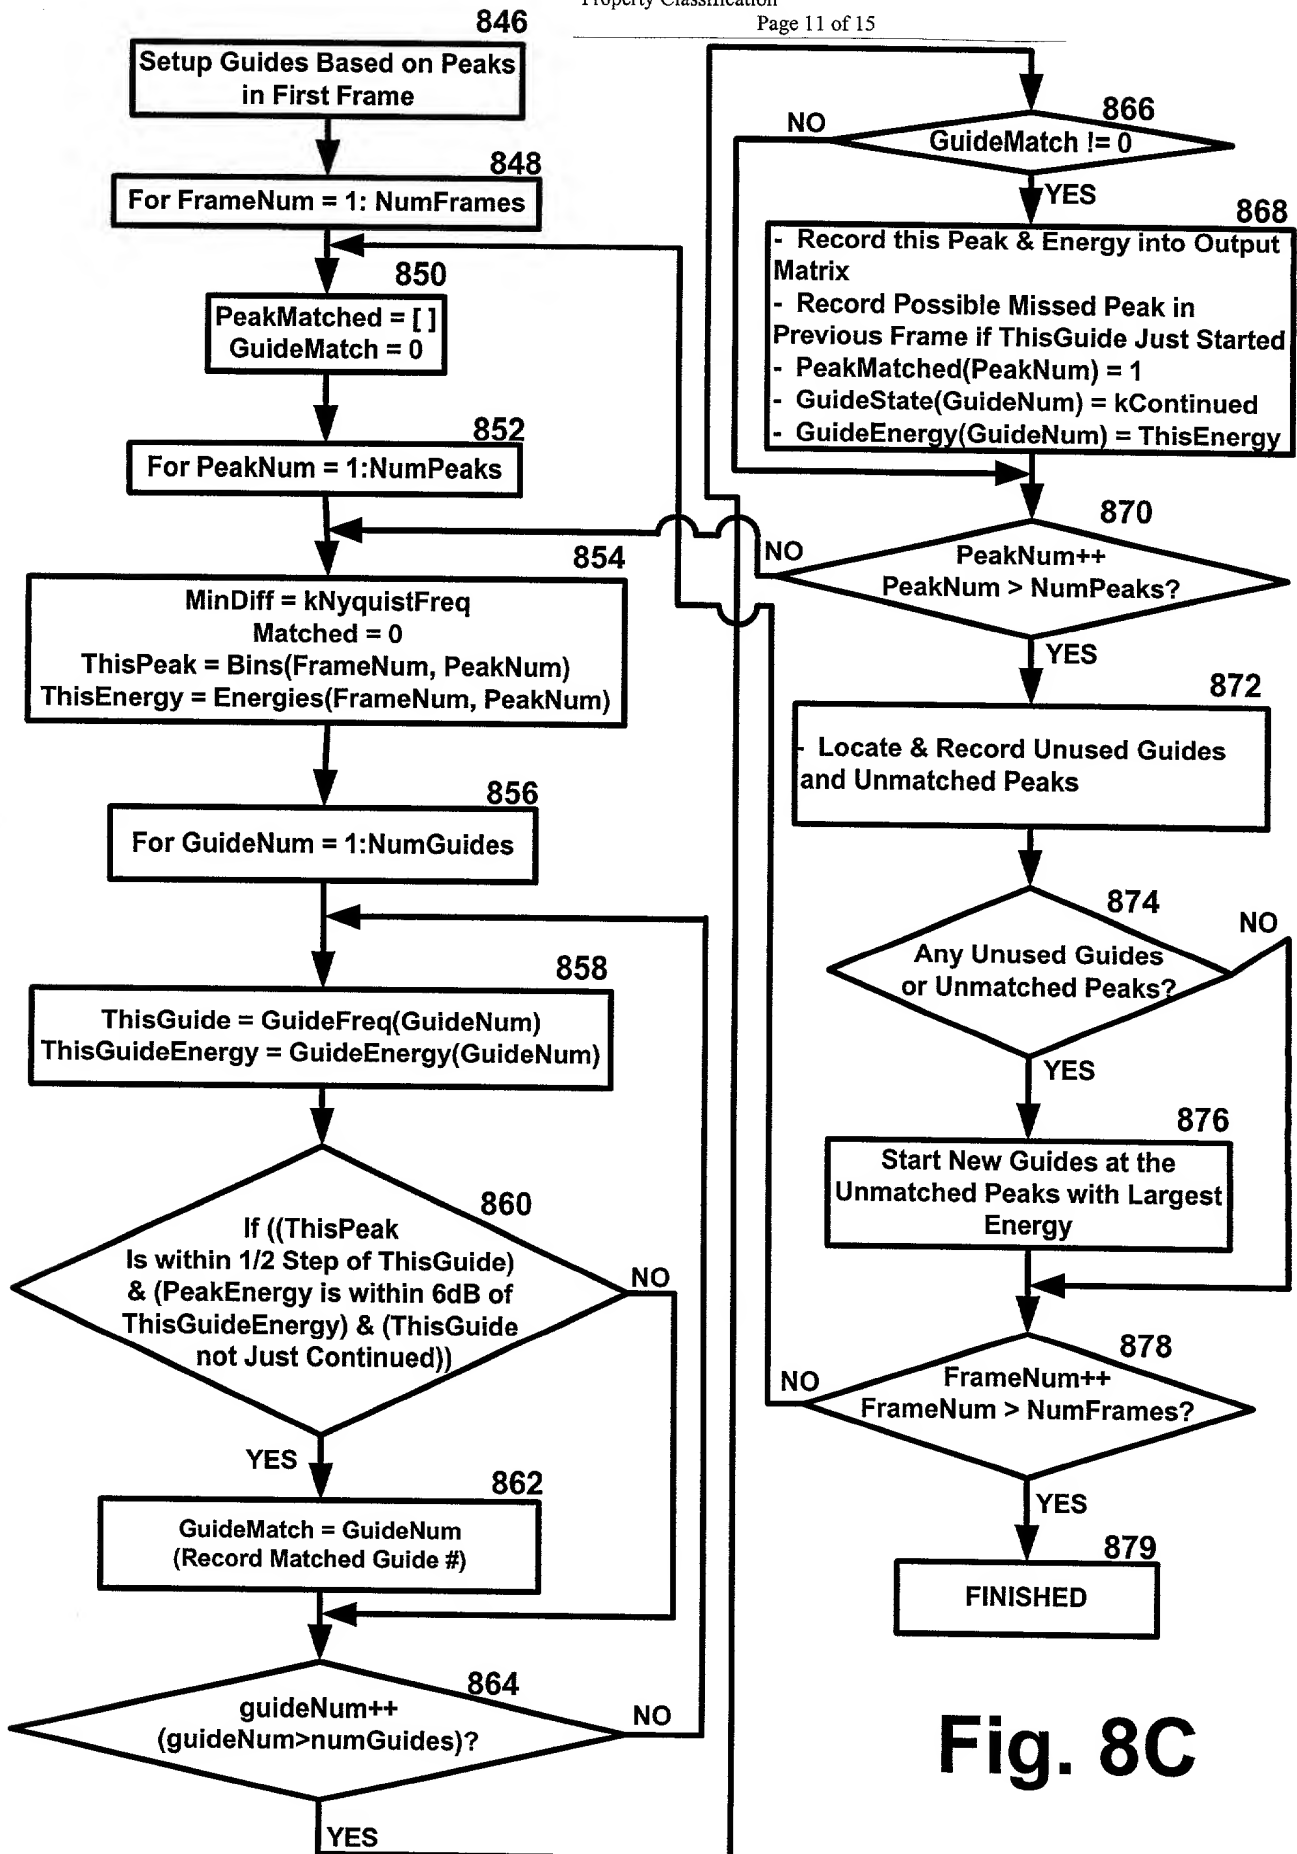 Property Classification
Page 11 of 15
846
Setup Guides Based on Peaks
in First Frame
848
For FrameNum = 1: NumFrames
850
PeakMatched = [ ]
GuideMatch = 0
852
For PeakNum = 1:NumPeaks
854
MinDiff = kNyquistFreq
Matched = 0
ThisPeak = Bins(FrameNum, PeakNum)
ThisEnergy = Energies(FrameNum, PeakNum)
856
For GuideNum = 1:NumGuides
858
ThisGuide = GuideFreq(GuideNum)
ThisGuideEnergy = GuideEnergy(GuideNum)
860
If ((ThisPeak
Is within 1/2 Step of ThisGuide)
& (PeakEnergy is within 6dB of
ThisGuideEnergy) & (ThisGuide
not Just Continued))
NO
YES
862
GuideMatch = GuideNum
(Record Matched Guide #)
864
guideNum++
(guideNum>numGuides)?
NO
YES
866
GuideMatch != 0
NO
YES
868
- Record this Peak & Energy into Output
Matrix
- Record Possible Missed Peak in
Previous Frame if ThisGuide Just Started
- PeakMatched(PeakNum) = 1
- GuideState(GuideNum) = kContinued
- GuideEnergy(GuideNum) = ThisEnergy
870
PeakNum++
PeakNum > NumPeaks?
NO
YES
872
- Locate & Record Unused Guides
and Unmatched Peaks
874
Any Unused Guides
or Unmatched Peaks?
NO
YES
876
Start New Guides at the
Unmatched Peaks with Largest
Energy
878
FrameNum++
FrameNum > NumFrames?
NO
YES
879
FINISHED
Fig. 8C